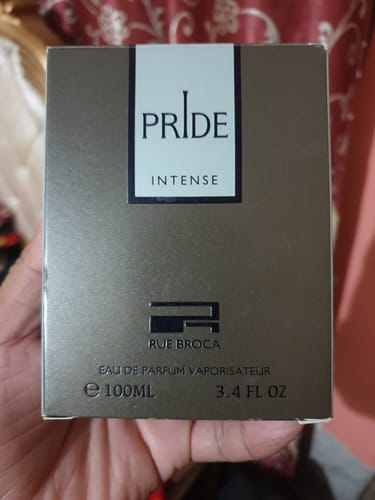 PRIDE
INTENSE
RUE BROCA
EAU DE PARFUM VAPORISATEUR
℮ 100ML 3.4 FL OZ